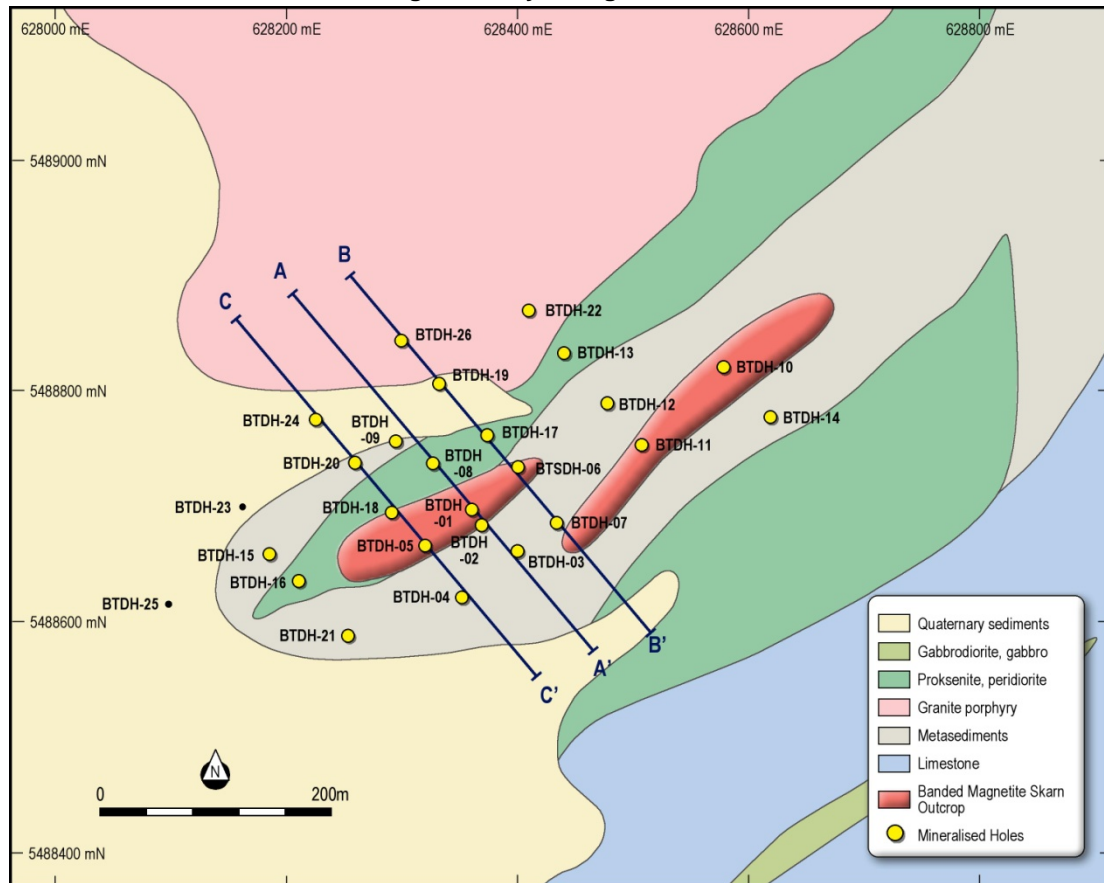 628000 mE
628200 mE
628400 mE
628600 mE
628800 mE
5489000 mN
B
A
C
BTDH-22
BTDH-26
BTDH-13
BTDH-19
BTDH-10
5488800 mN
BTDH-12
BTDH-24
BTDH
-09
BTDH-17
BTDH-14
BTDH-11
BTDH-20
BTDH
-08
BTSDH-06
BTDH-23
BTDH-18
BTDH
-01
BTDH-07
BTDH-05
BTDH
-02
BTDH-03
BTDH-15
BTDH-16
BTDH-25
BTDH-04
5488600 mN
BTDH-21
B'
A'
C'
Quaternary sediments
Gabbrodiorite, gabbro
Proksenite, peridiorite
Granite porphyry
Metasediments
Limestone
Banded Magnetite Skarn
Outcrop
Mineralised Holes
N
0
200m
5488400 mN